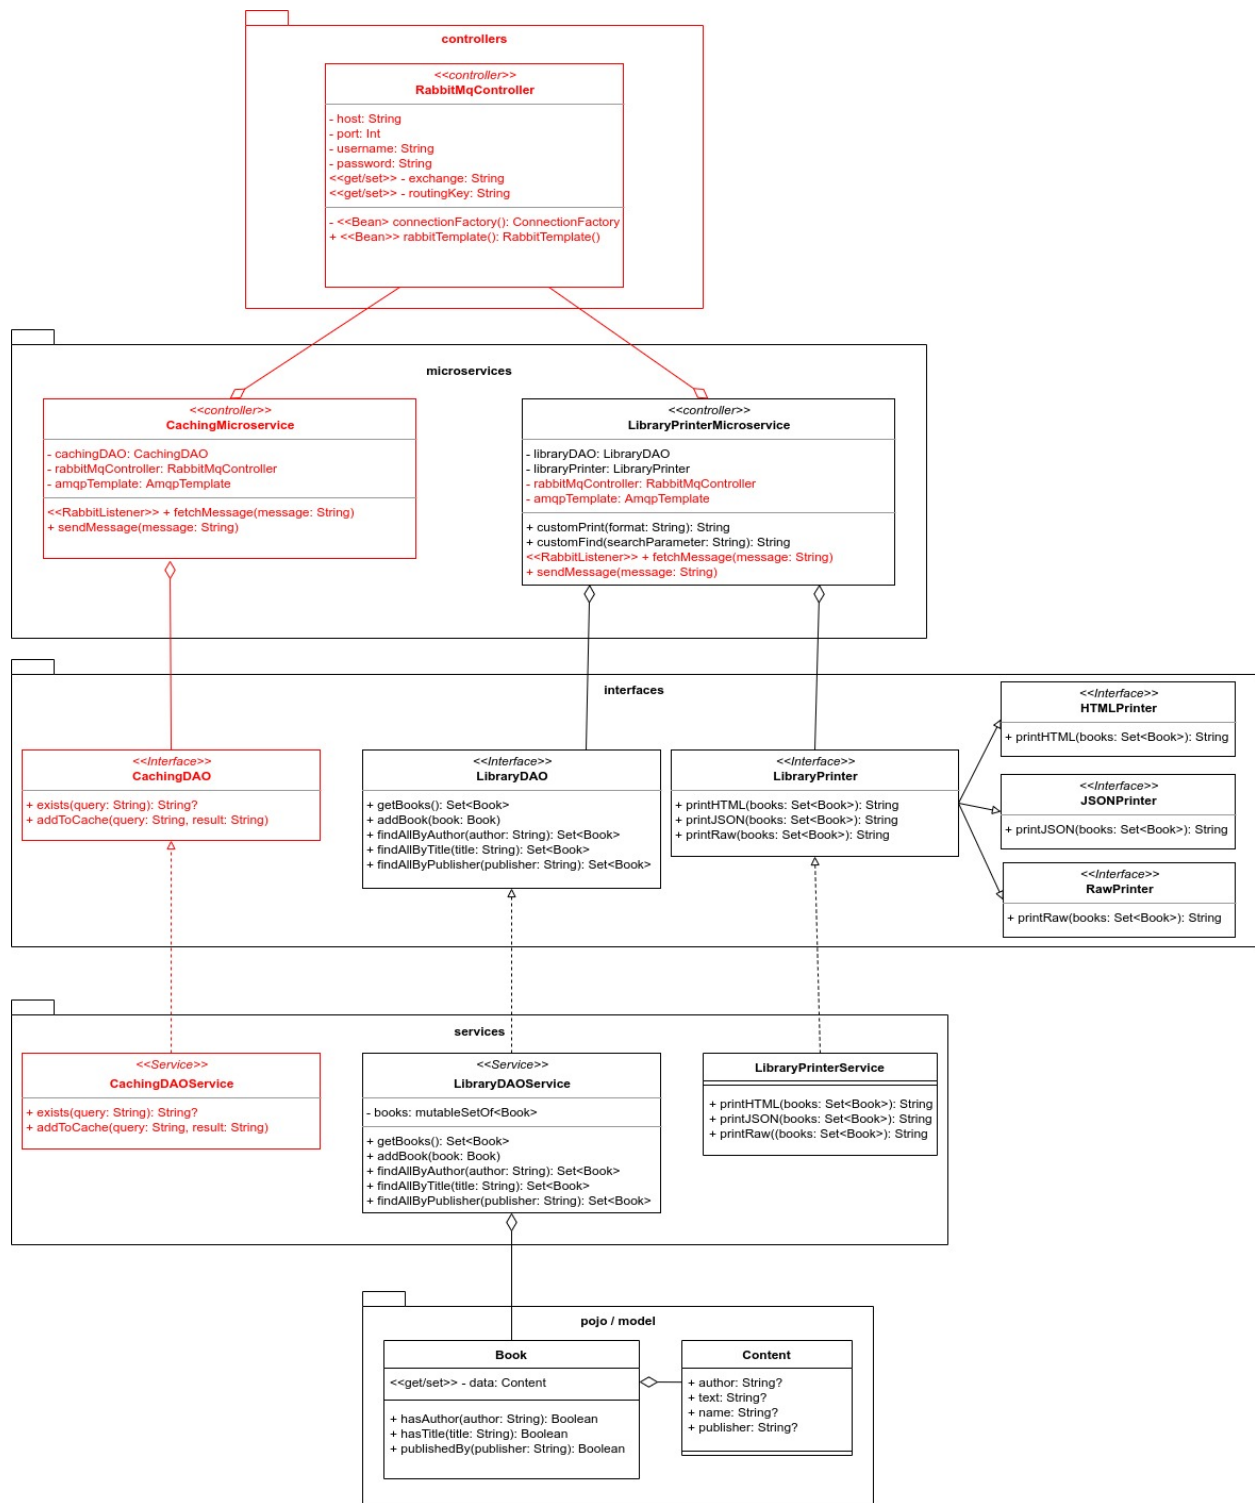 controllers
<<controller>>
RabbitMqController
- host: String
- port: Int
- username: String
- password: String
<<get/set>> - exchange: String
<<get/set>> - routingKey: String
- <<Bean> connectionFactory(): ConnectionFactory
+ <<Bean>> rabbitTemplate(): RabbitTemplate()
microservices
<<controller>>
CachingMicroservice
- cachingDAO: CachingDAO
- rabbitMqController: RabbitMqController
- amqpTemplate: AmqpTemplate
<<RabbitListener>> + fetchMessage(message: String)
+ sendMessage(message: String)
<<controller>>
LibraryPrinterMicroservice
- libraryDAO: LibraryDAO
- libraryPrinter: LibraryPrinter
- rabbitMqController: RabbitMqController
- amqpTemplate: AmqpTemplate
+ customPrint(format: String): String
+ customFind(searchParameter: String): String
<<RabbitListener>> + fetchMessage(message: String)
+ sendMessage(message: String)
interfaces
<<Interface>>
CachingDAO
+ exists(query: String): String?
+ addToCache(query: String, result: String)
<<Interface>>
LibraryDAO
+ getBooks(): Set<Book>
+ addBook(book: Book)
+ findAllByAuthor(author: String): Set<Book>
+ findAllByTitle(title: String): Set<Book>
+ findAllByPublisher(publisher: String): Set<Book>
<<Interface>>
LibraryPrinter
+ printHTML(books: Set<Book>): String
+ printJSON(books: Set<Book>): String
+ printRaw(books: Set<Book>): String
<<Interface>>
HTMLPrinter
+ printHTML(books: Set<Book>): String
<<Interface>>
JSONPrinter
+ printJSON(books: Set<Book>): String
<<Interface>>
RawPrinter
+ printRaw(books: Set<Book>): String
services
<<Service>>
CachingDAOService
+ exists(query: String): String?
+ addToCache(query: String, result: String)
<<Service>>
LibraryDAOService
- books: mutableSetOf<Book>
+ getBooks(): Set<Book>
+ addBook(book: Book)
+ findAllByAuthor(author: String): Set<Book>
+ findAllByTitle(title: String): Set<Book>
+ findAllByPublisher(publisher: String): Set<Book>
LibraryPrinterService
+ printHTML(books: Set<Book>): String
+ printJSON(books: Set<Book>): String
+ printRaw((books: Set<Book>): String
pojo / model
Book
<<get/set>> - data: Content
+ hasAuthor(author: String): Boolean
+ hasTitle(title: String): Boolean
+ publishedBy(publisher: String): Boolean
Content
+ author: String?
+ text: String?
+ name: String?
+ publisher: String?